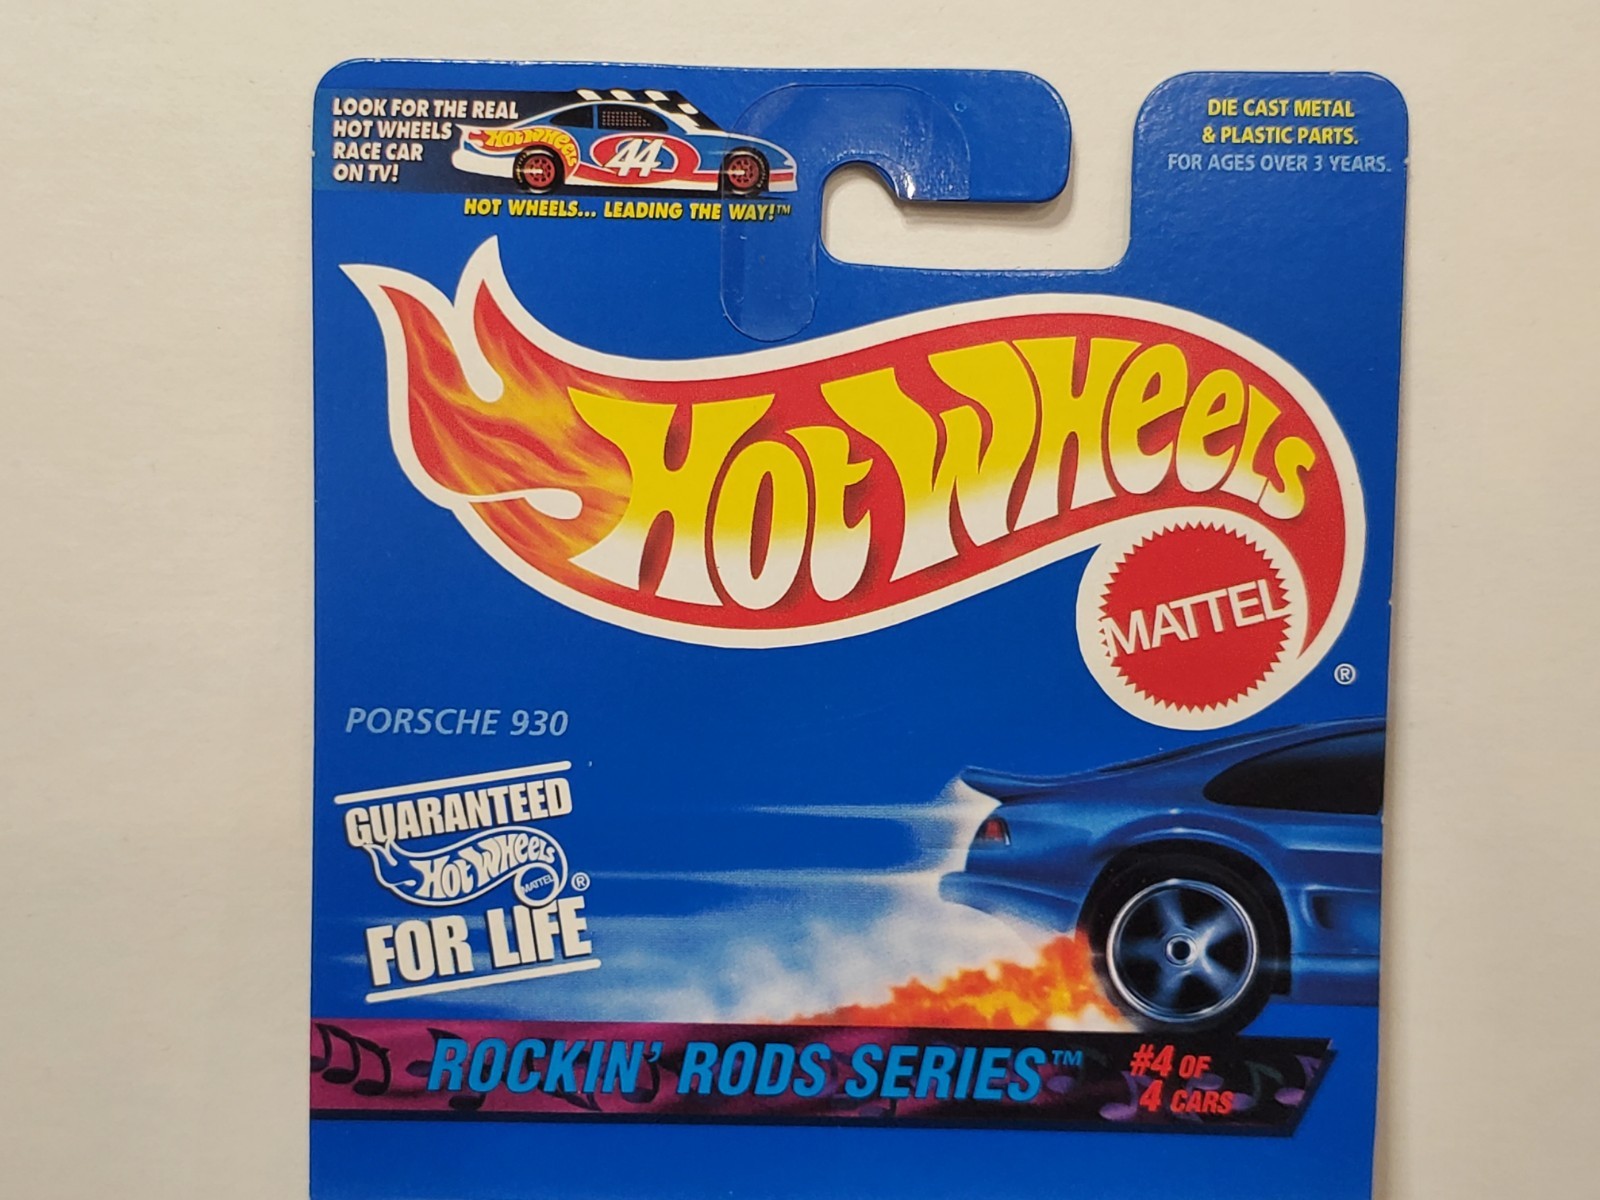 LOOK FOR THE REAL
HOT WHEELS
RACE CAR
ON TV!
HOT WHEELS
44
HOT WHEELS... LEADING THE WAY!™
DIE CAST METAL
& PLASTIC PARTS.
FOR AGES OVER 3 YEARS.
HOT WHEELS
MATTEL
®
PORSCHE 930
GUARANTEED
HOT WHEELS
MATTEL ®
FOR LIFE
ROCKIN' RODS SERIES™
#4 OF
4 CARS